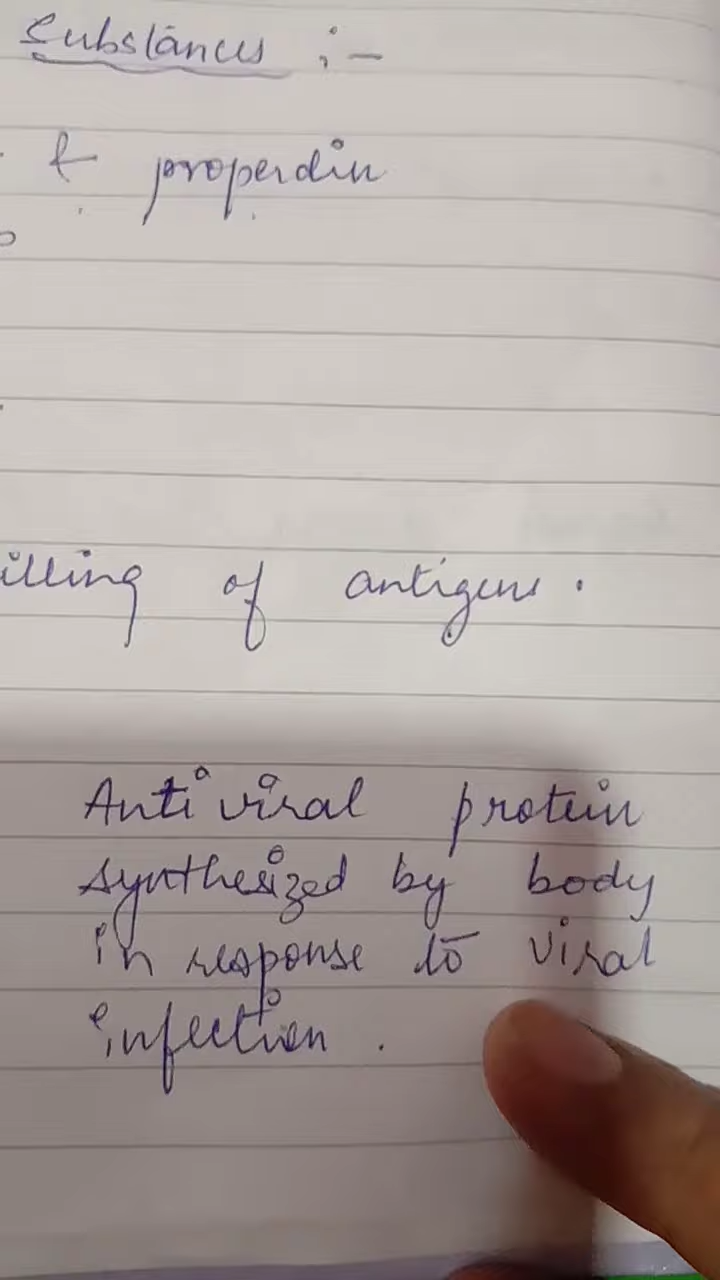 Substances :-
& properdin
illing of antigens.
Antiviral protein
synthesized by body
in response to viral
infection.